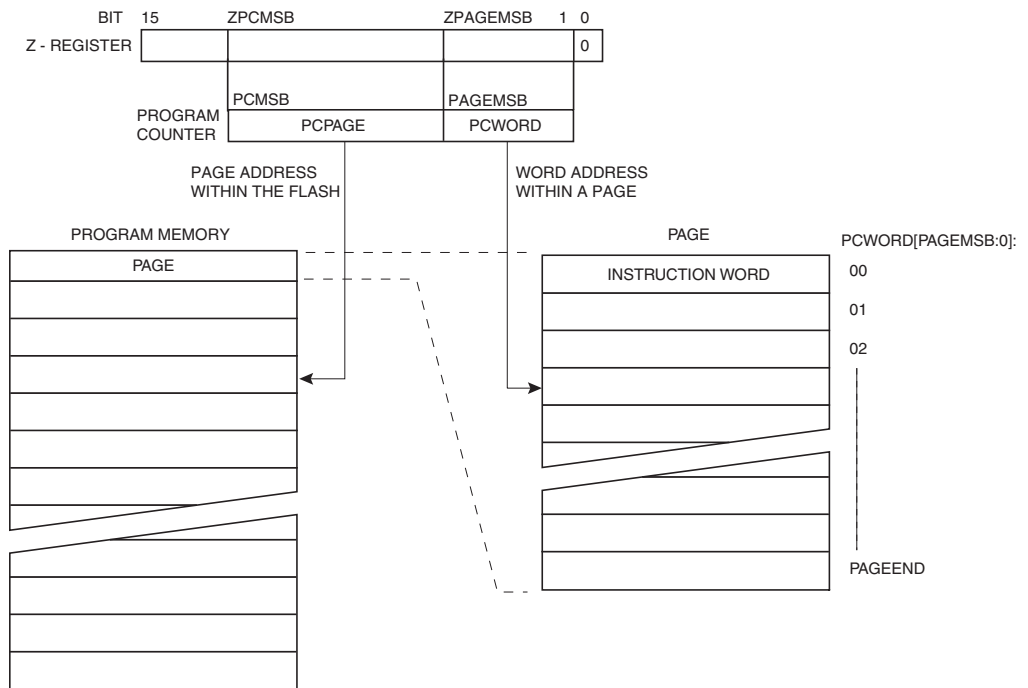 BIT 15 ZPCMSB ZPAGEMSB 1 0
Z - REGISTER 0
PCMSB PAGEMSB
PROGRAM
COUNTER
PCPAGE PCWORD
PAGE ADDRESS
WITHIN THE FLASH
WORD ADDRESS
WITHIN A PAGE
PROGRAM MEMORY
PAGE
PAGE
PCWORD[PAGEMSB:0]:
INSTRUCTION WORD
00
01
02
PAGEEND